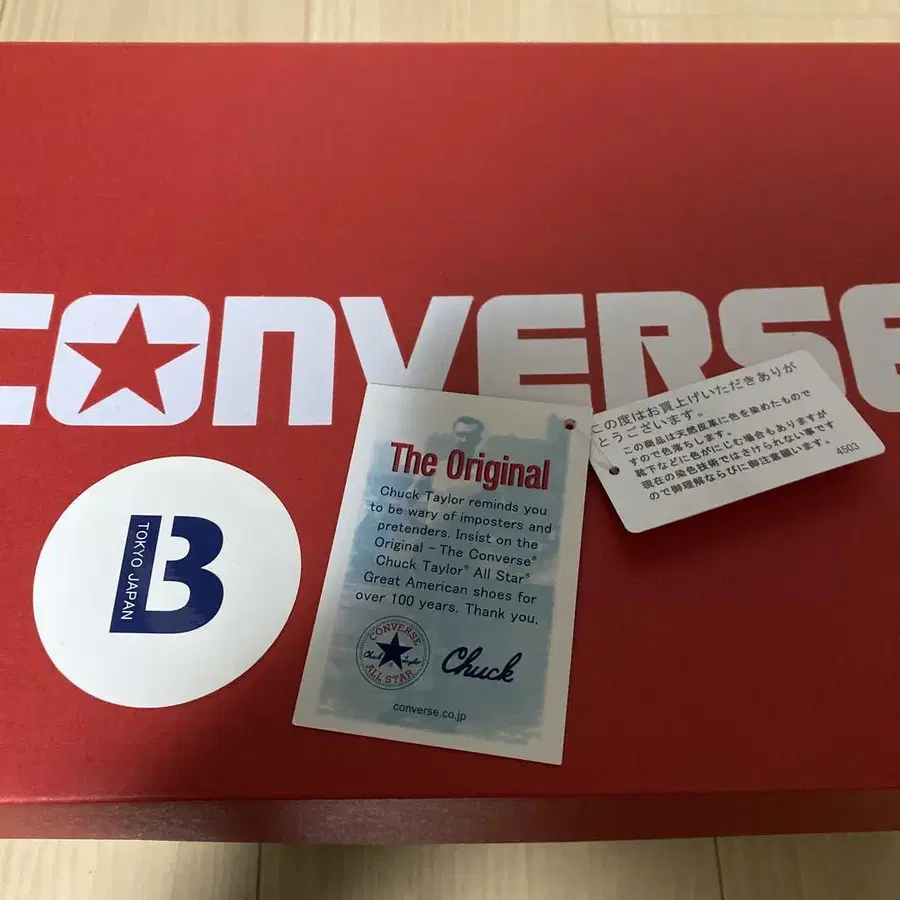 CONVERSE
B
TOKYO JAPAN
The Original
Chuck Taylor reminds you
to be wary of imposters and
pretenders. Insist on the
Original – The Converse®
Chuck Taylor® All Star®
Great American shoes for
over 100 years. Thank you.
CONVERSE
Chuck Taylor
ALL STAR
Chuck
converse.co.jp
この度はお買上げいただきありが
とうございます。
この商品は天然皮革に色を染めたもので
すので色落ちします。
靴下などに色がにじむ場合もありますが
現在の染色技術ではさけられない事です
ので御理解ならびに御注意願います。
4503